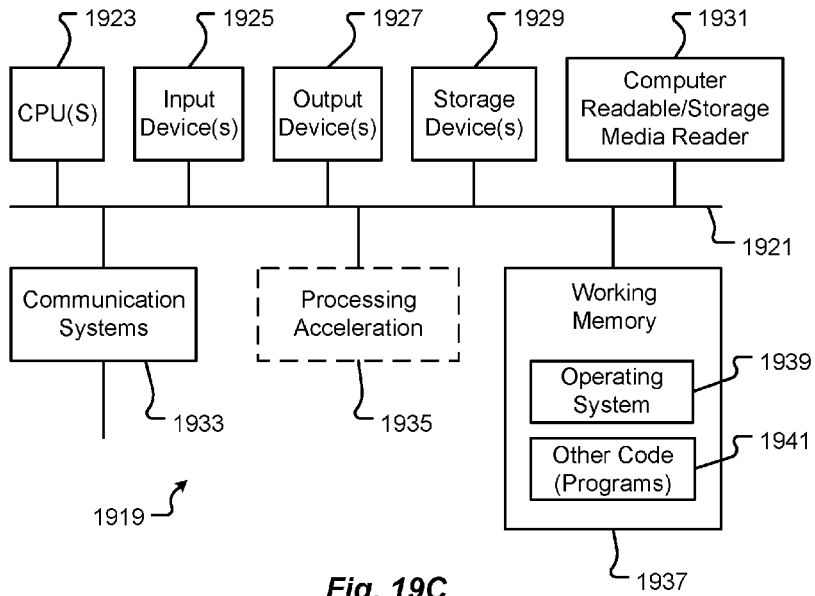 1923
1925
1927
1929
1931
CPU(S)
Input
Device(s)
Output
Device(s)
Storage
Device(s)
Computer
Readable/Storage
Media Reader
1921
Communication
Systems
Processing
Acceleration
Working
Memory
Operating
System
1939
Other Code
(Programs)
1941
1933
1935
1919
1937
Fig. 19C